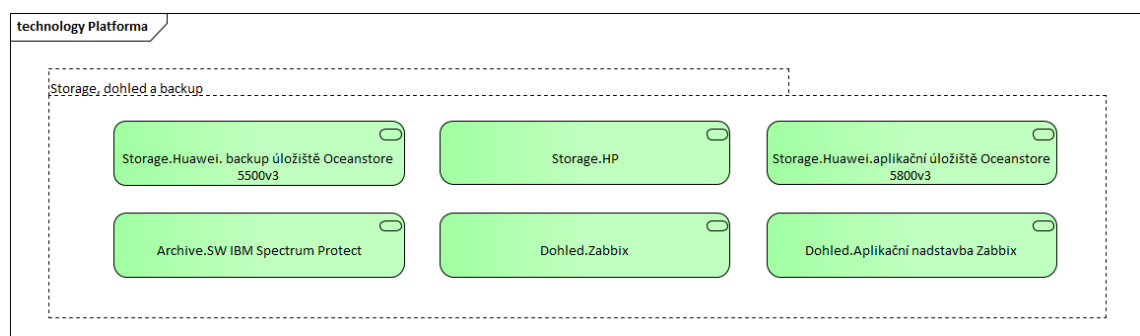 technology Platforma
Storage, dohled a backup
Storage.Huawei. backup úložiště Oceanstore
5500v3
Storage.HP
Storage.Huawei.aplikační úložiště Oceanstore
5800v3
Archive.SW IBM Spectrum Protect
Dohled.Zabbix
Dohled.Aplikační nadstavba Zabbix